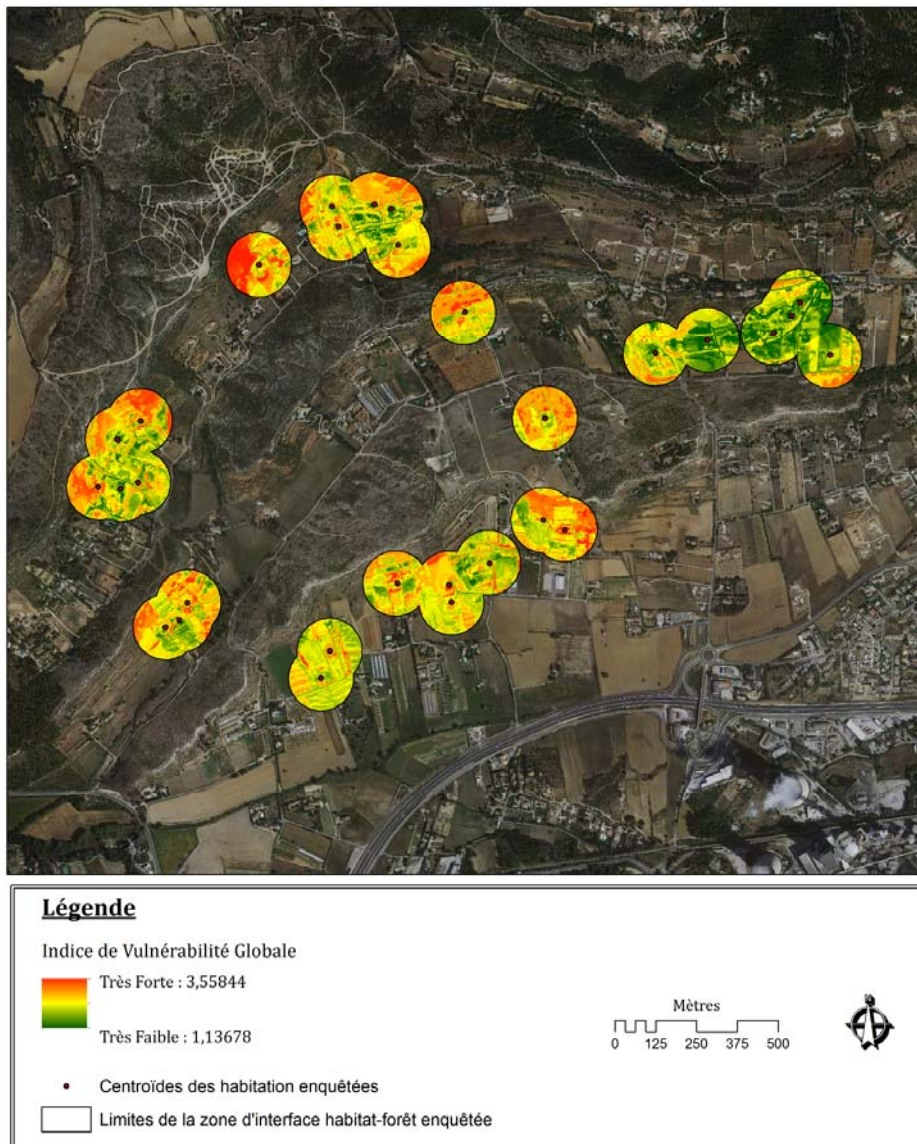 Légende
Indice de Vulnérabilité Globale
Très Forte : 3,55844
Très Faible : 1,13678
Mètres
0 125 250 375 500
Centroïdes des habitation enquêtées
Limites de la zone d'interface habitat-forêt enquêtée